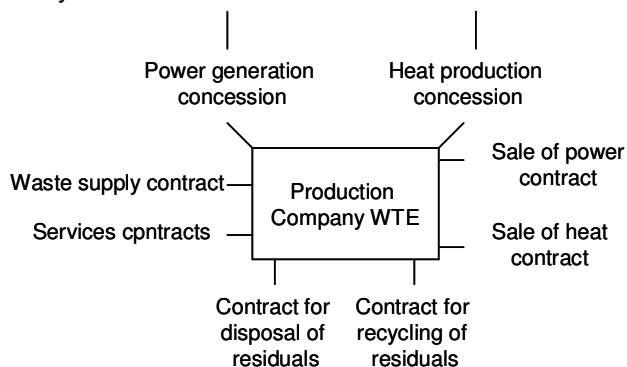 Power generation
concession
Heat production
concession
Waste supply contract
Services cpntracts
Production
Company WTE
Sale of power
contract
Sale of heat
contract
Contract for
disposal of
residuals
Contract for
recycling of
residuals